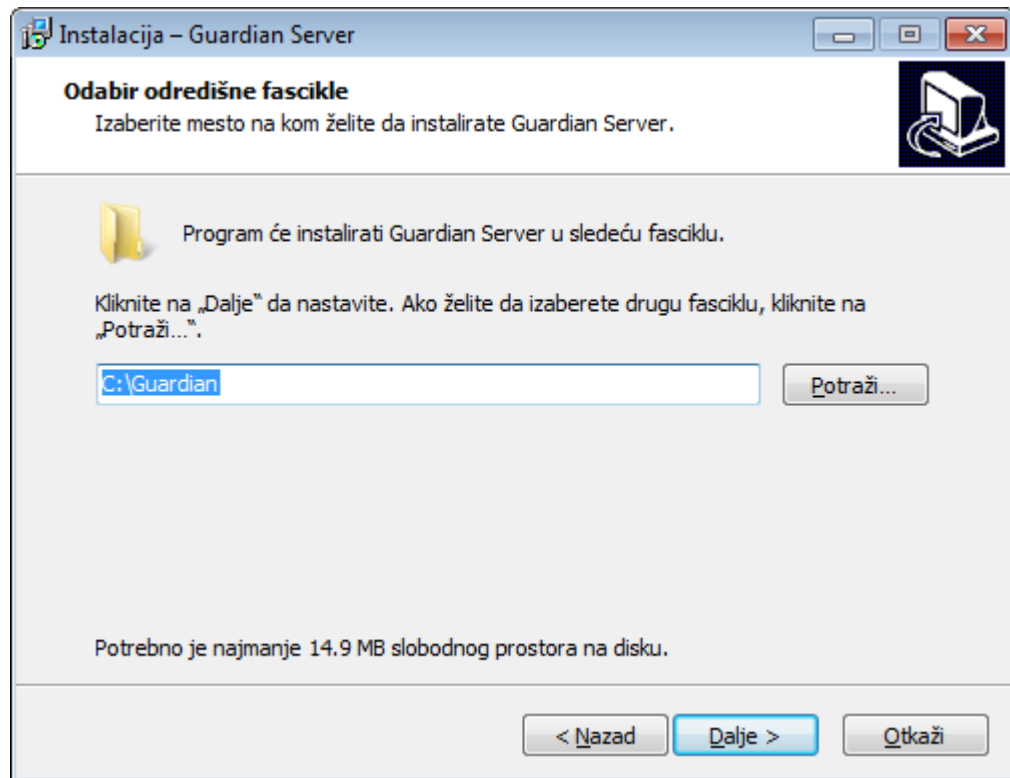 Instalacija – Guardian Server
Odabir odredišne fascikle
Izaberite mesto na kom želite da instalirate Guardian Server.
Program će instalirati Guardian Server u sledeću fasciklu.
Kliknite na „Dalje“ da nastavite. Ako želite da izaberete drugu fasciklu, kliknite na
„Potraži...“.
C:\Guardian
Potraži...
Potrebno je najmanje 14.9 MB slobodnog prostora na disku.
< Nazad
Dalje >
Otkaži